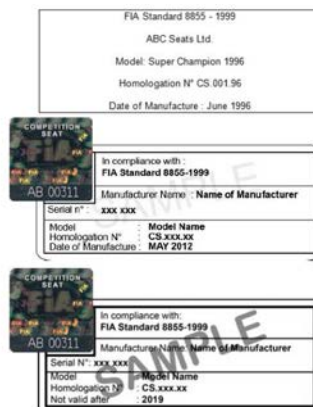 FIA Standard 8855 - 1999
ABC Seats Ltd.
Model: Super Champion 1996
Homologation N° CS.001.96
Date of Manufacture : June 1996
COMPETITION
SEAT
FIA
AB 00311
In compliance with :
FIA Standard 8855-1999
Manufacturer Name : Name of Manufacturer
Serial n° : xxx xxx
Model : Model Name
Homologation N° : CS.xxx.xx
Date of Manufacture : MAY 2012
SAMPLE
COMPETITION
SEAT
FIA
AB 00311
In compliance with:
FIA Standard 8855-1999
Manufacturer Name: Name of Manufacturer
Serial N°: xxx xxx
Model : Model Name
Homologation N° : CS.xxx.xx
Not valid after : 2019
SAMPLE